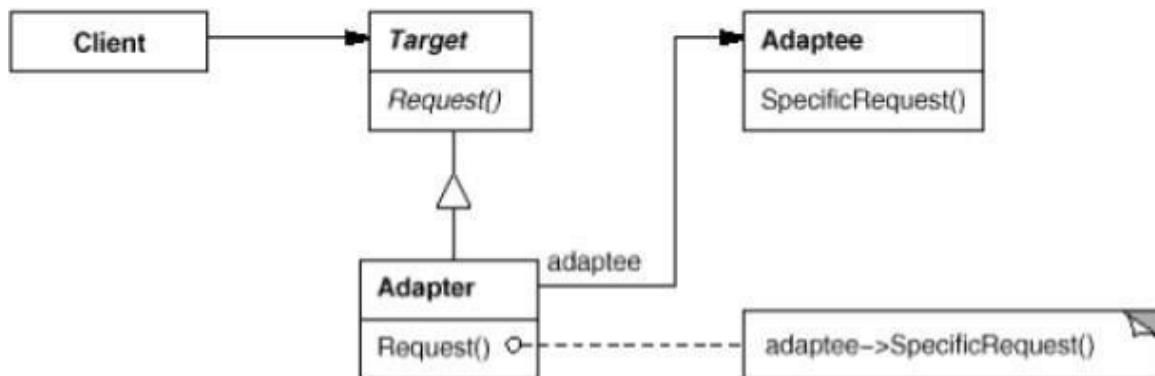 Client
Target
Request()
Adaptee
SpecificRequest()
adaptee
Adapter
Request()
adaptee->SpecificRequest()